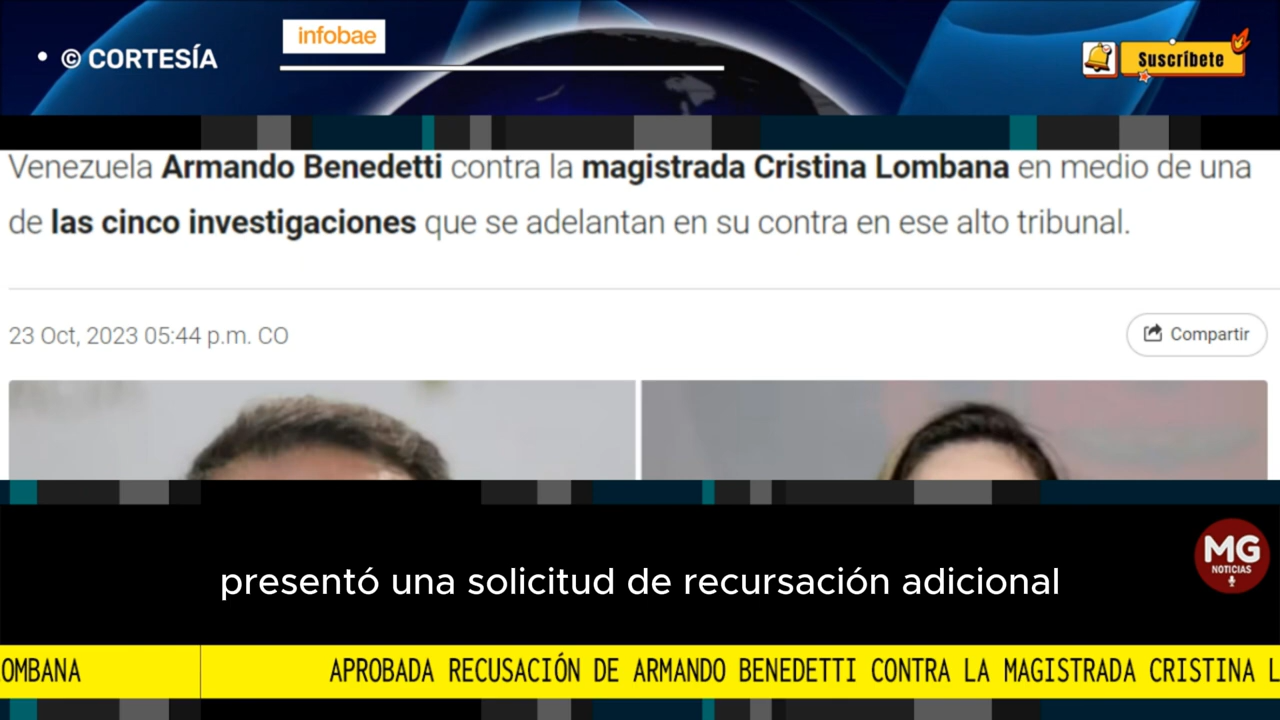 • © CORTESÍA
infobae
Suscríbete
Venezuela Armando Benedetti contra la magistrada Cristina Lombana en medio de una
de las cinco investigaciones que se adelantan en su contra en ese alto tribunal.
23 Oct, 2023 05:44 p.m. CO
Compartir
MG
NOTICIAS
presentó una solicitud de recursación adicional
OMBANA
APROBADA RECUSACIÓN DE ARMANDO BENEDETTI CONTRA LA MAGISTRADA CRISTINA L